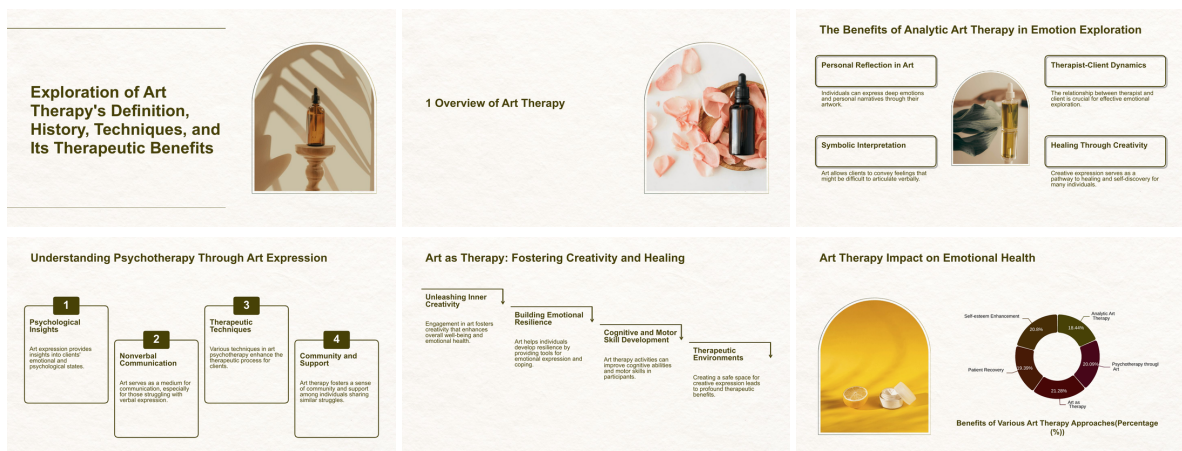 Exploration of Art
Therapy's Definition,
History, Techniques, and
Its Therapeutic Benefits
1 Overview of Art Therapy
The Benefits of Analytic Art Therapy in Emotion Exploration
Personal Reflection in Art
Individuals can express deep emotions
and personal narratives through their
artwork.
Therapist-Client Dynamics
The relationship between therapist and
client is crucial for effective emotional
exploration.
Symbolic Interpretation
Art allows clients to convey feelings that
might be difficult to articulate verbally.
Healing Through Creativity
Creative expression serves as a
pathway to healing and self-discovery for
many individuals.
Understanding Psychotherapy Through Art Expression
1
Psychological
Insights
Art expression provides
insights into clients'
emotional and
psychological states.
2
Nonverbal
Communication
Art serves as a medium for
communication, especially
for those struggling with
verbal expression.
3
Therapeutic
Techniques
Various techniques in art
psychotherapy enhance the
therapeutic process for
clients.
4
Community and
Support
Art therapy fosters a sense
of community and support
among individuals sharing
similar struggles.
Art as Therapy: Fostering Creativity and Healing
Unleashing Inner
Creativity
Engagement in art fosters
creativity that enhances
overall well-being and
emotional health.
Building Emotional
Resilience
Art helps individuals
develop resilience by
providing tools for
emotional expression and
coping.
Cognitive and Motor
Skill Development
Art therapy activities can
improve cognitive abilities
and motor skills in
participants.
Therapeutic
Environments
Creating a safe space for
creative expression leads
to profound therapeutic
benefits.
Art Therapy Impact on Emotional Health
Self-esteem Enhancement
Analytic Art
Therapy
20.8%
18.44%
Patient Recovery
Psychotherapy through
Art
21.28%
Art as
Therapy
Benefits of Various Art Therapy Approaches(Percentage
(%))